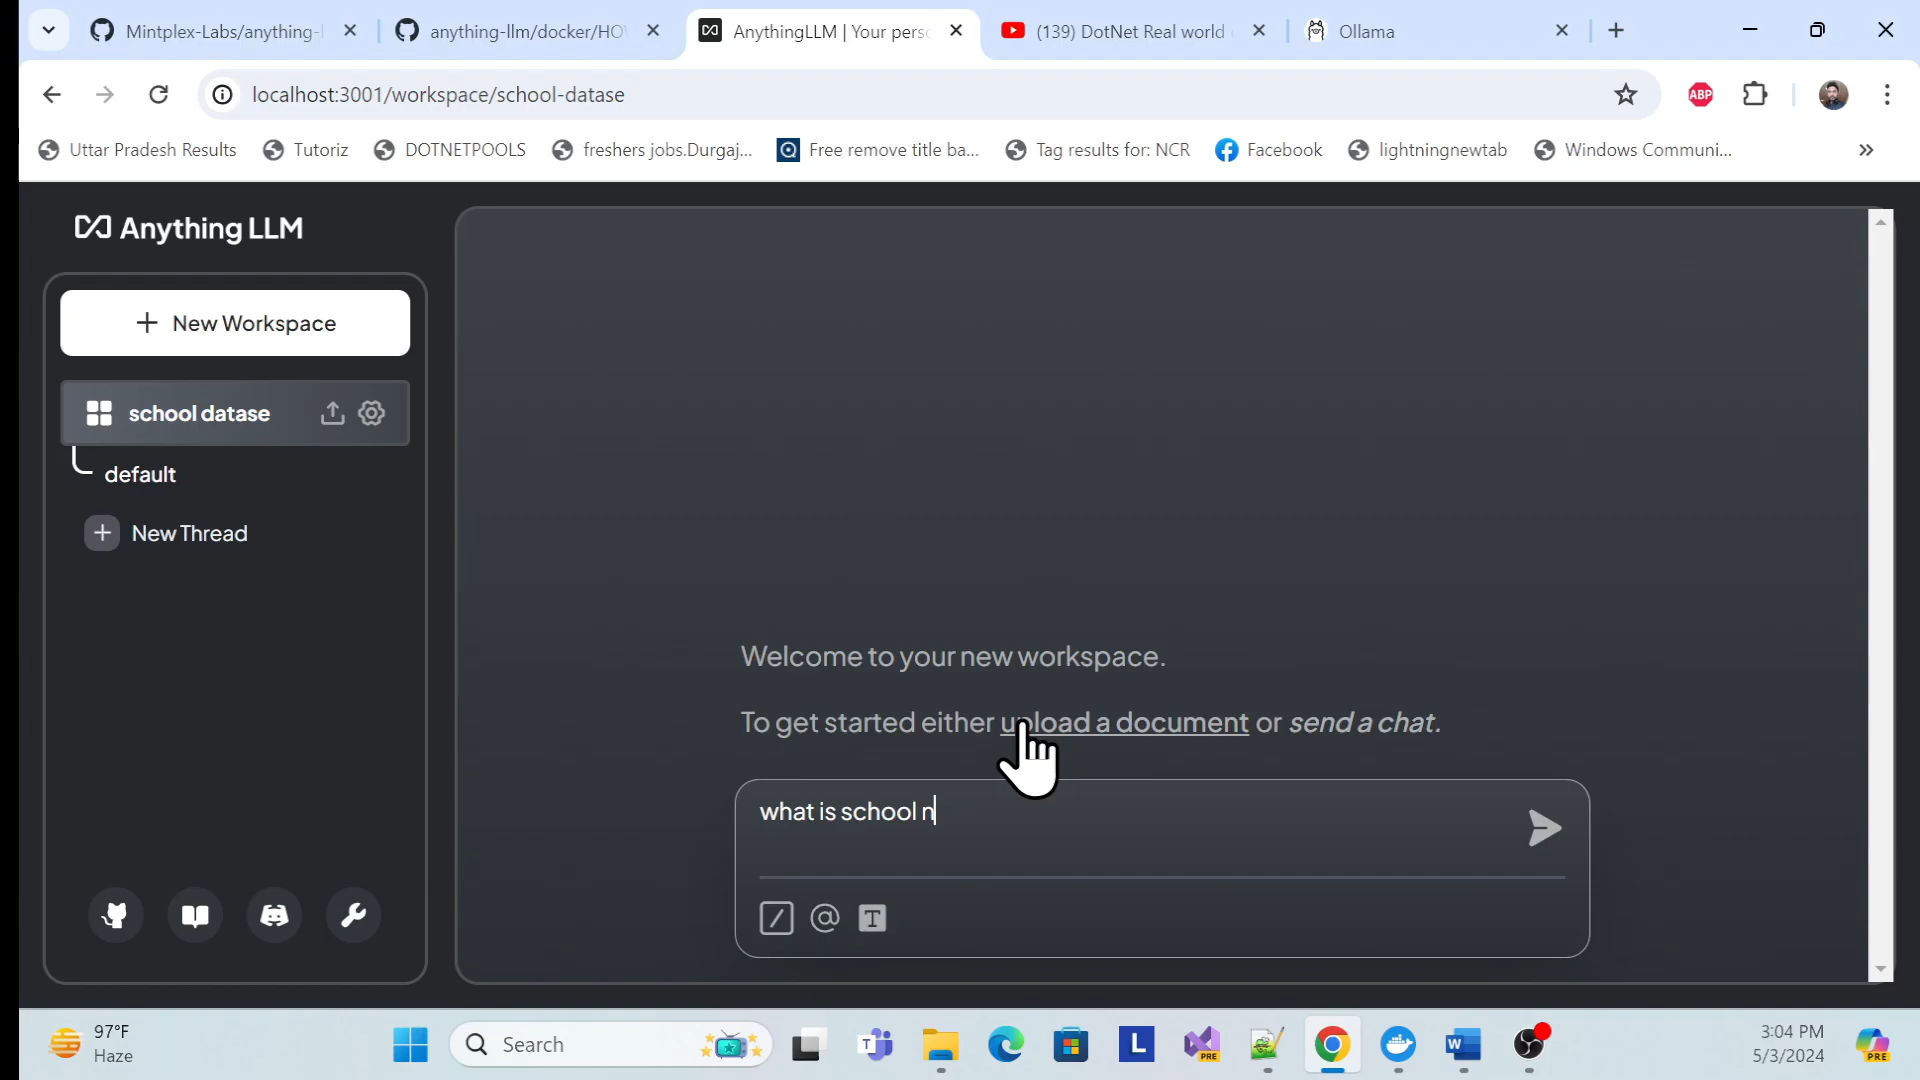 Mintplex-Labs/anything-l
anything-llm/docker/HO
AnythingLLM | Your pers
(139) DotNet Real world
Ollama
localhost:3001/workspace/school-datase
ABP
Uttar Pradesh Results
Tutoriz
DOTNETPOOLS
freshers jobs.Durgaj...
Free remove title ba...
Tag results for: NCR
Facebook
lightningnewtab
Windows Communi...
Anything LLM
New Workspace
school datase
default
New Thread
Welcome to your new workspace.
To get started either upload a document or send a chat.
what is school n
97°F
Haze
Search
L
PRE
W
3:04 PM
5/3/2024
PRE